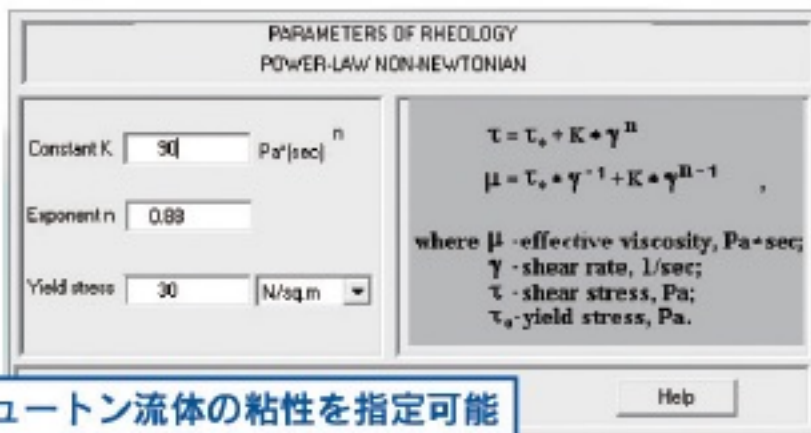 PARAMETERS OF RHEOLOGY
POWER-LAW NON-NEWTONIAN
Constant K 90 Pa*(sec)ⁿ
Exponent n 0.88
Yield stress 30 N/sq.m
τ = τ₀ + K * γⁿ
μ = τ₀ * γ⁻¹ + K * γⁿ⁻¹ ,
where μ -effective viscosity, Pa*sec;
γ - shear rate, 1/sec;
τ - shear stress, Pa;
τ₀-yield stress, Pa.
ュートン流体の粘性を指定可能
Help